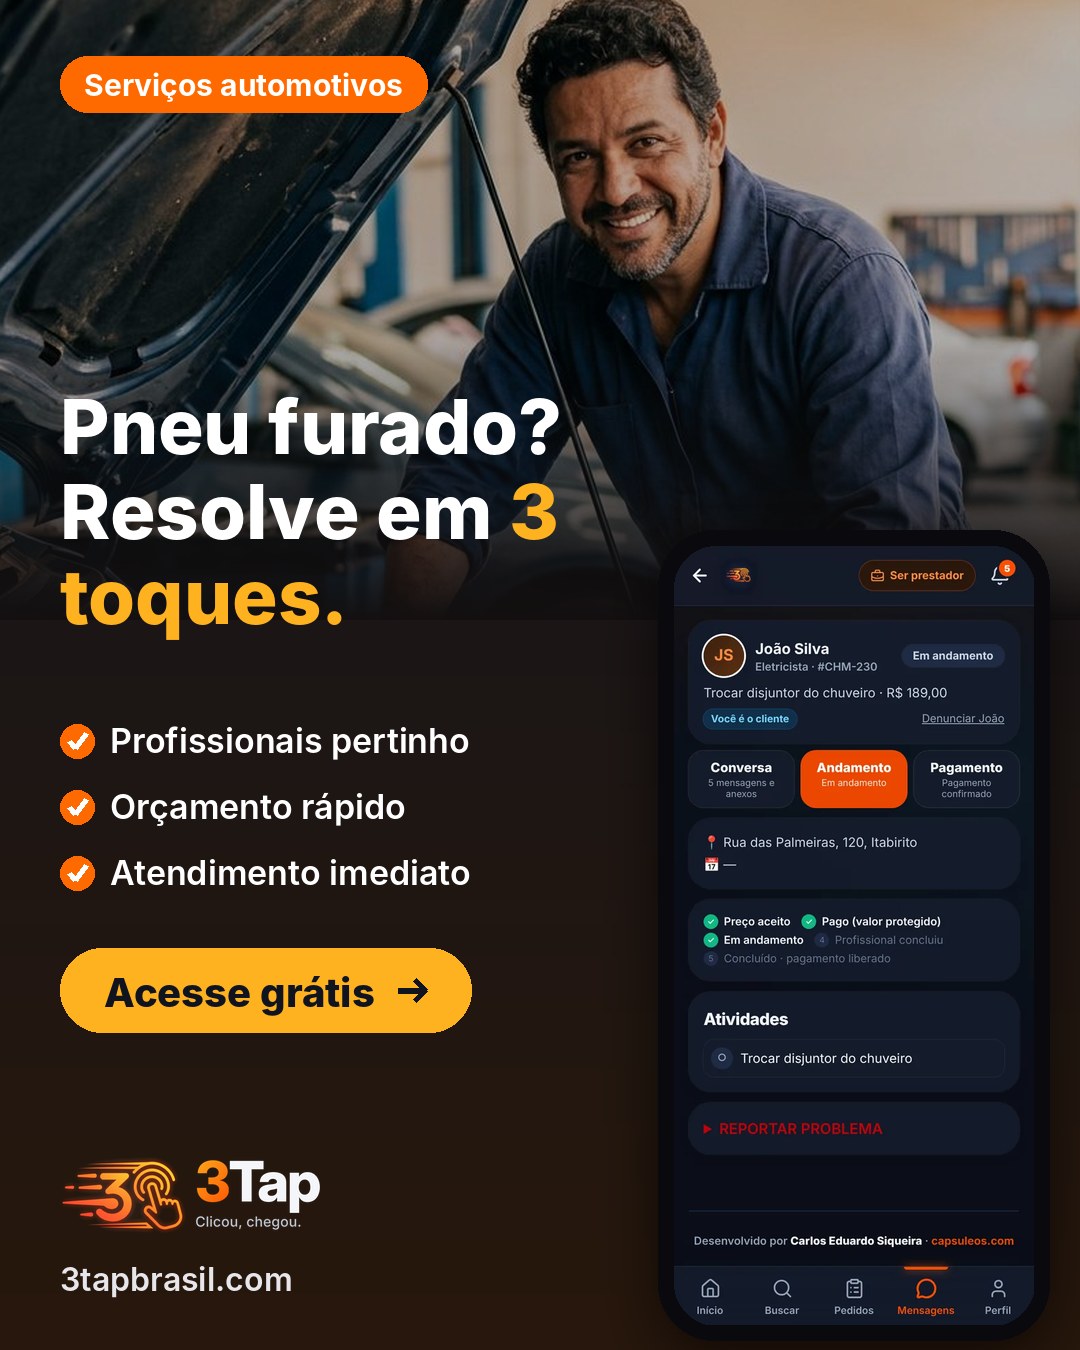 Serviços automotivos
Pneu furado?
Resolve em 3
toques.
Profissionais pertinho
Orçamento rápido
Atendimento imediato
Acesse grátis →
3Tap
Clicou, chegou.
3tapbrasil.com
Ser prestador
5
JS
João Silva
Eletricista · #CHM-230
Em andamento
Trocar disjuntor do chuveiro · R$ 189,00
Você é o cliente
Denunciar João
Conversa
5 mensagens e
anexos
Andamento
Em andamento
Pagamento
Pagamento
confirmado
Rua das Palmeiras, 120, Itabirito
—
Preço aceito
Pago (valor protegido)
Em andamento
4 Profissional concluiu
5 Concluído · pagamento liberado
Atividades
Trocar disjuntor do chuveiro
REPORTAR PROBLEMA
Desenvolvido por Carlos Eduardo Siqueira · capsuleos.com
Início
Buscar
Pedidos
Mensagens
Perfil